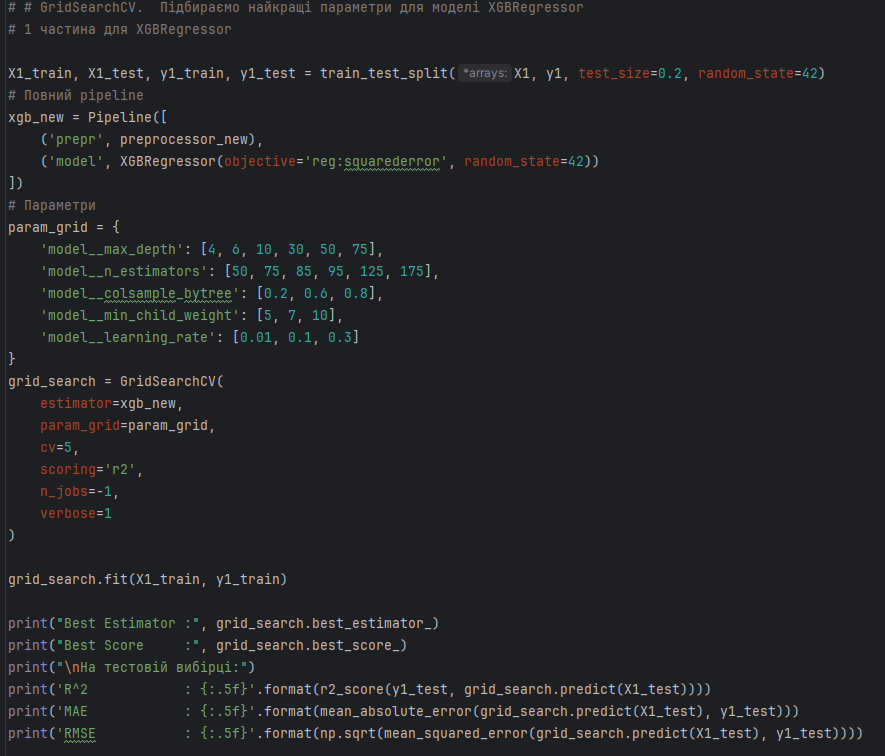 # # GridSearchCV.  Підбираємо найкращі параметри для моделі XGBRegressor
# 1 частина для XGBRegressor

X1_train, X1_test, y1_train, y1_test = train_test_split( *arrays: X1, y1, test_size=0.2, random_state=42)
# Повний pipeline
xgb_new = Pipeline([
    ('prepr', preprocessor_new),
    ('model', XGBRegressor(objective='reg:squarederror', random_state=42))
])
# Параметри
param_grid = {
    'model__max_depth': [4, 6, 10, 30, 50, 75],
    'model__n_estimators': [50, 75, 85, 95, 125, 175],
    'model__colsample_bytree': [0.2, 0.6, 0.8],
    'model__min_child_weight': [5, 7, 10],
    'model__learning_rate': [0.01, 0.1, 0.3]
}
grid_search = GridSearchCV(
    estimator=xgb_new,
    param_grid=param_grid,
    cv=5,
    scoring='r2',
    n_jobs=-1,
    verbose=1
)

grid_search.fit(X1_train, y1_train)

print("Best Estimator :", grid_search.best_estimator_)
print("Best Score     :", grid_search.best_score_)
print("\nНа тестовій вибірці:")
print('R^2            : {:.5f}'.format(r2_score(y1_test, grid_search.predict(X1_test))))
print('MAE            : {:.5f}'.format(mean_absolute_error(grid_search.predict(X1_test), y1_test)))
print('RMSE           : {:.5f}'.format(np.sqrt(mean_squared_error(grid_search.predict(X1_test), y1_test))))